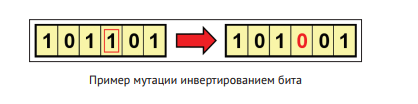 1 0 1 1 0 1 1 0 1 0 0 1
Пример мутации инвертированием бита